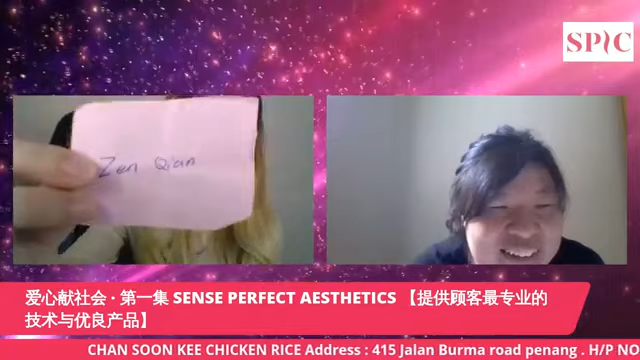 SPIC
Zen Qian
爱心献社会 · 第一集 SENSE PERFECT AESTHETICS 【提供顾客最专业的
技术与优良产品】
CHAN SOON KEE CHICKEN RICE Address : 415 Jalan Burma road penang . H/P NO